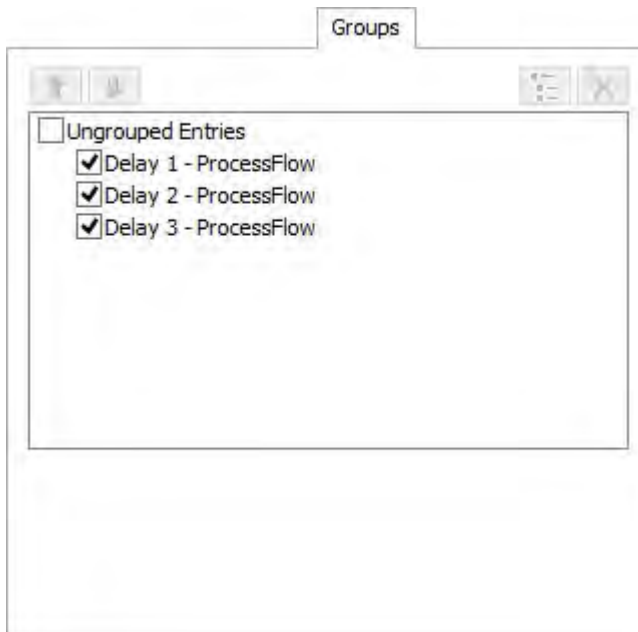 Groups
Ungrouped Entries
Delay 1 - ProcessFlow
Delay 2 - ProcessFlow
Delay 3 - ProcessFlow